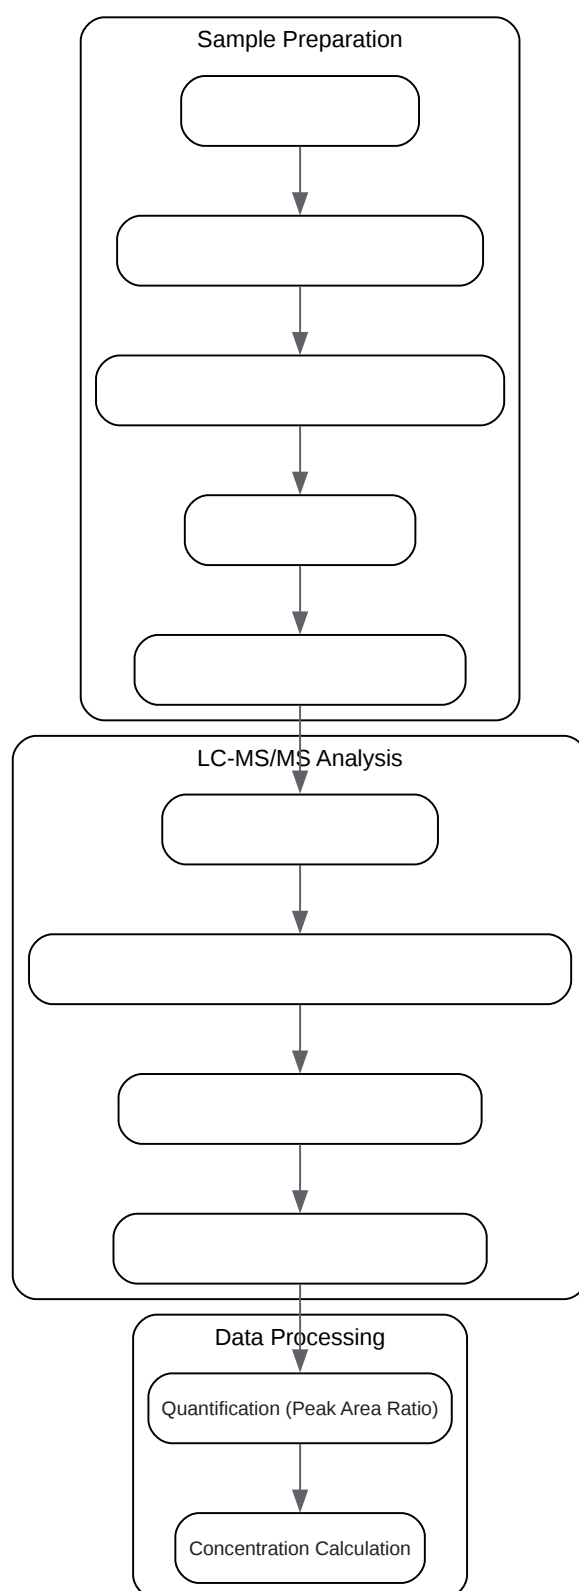 Sample Preparation
LC-MS/MS Analysis
Data Processing
Quantification (Peak Area Ratio)
Concentration Calculation